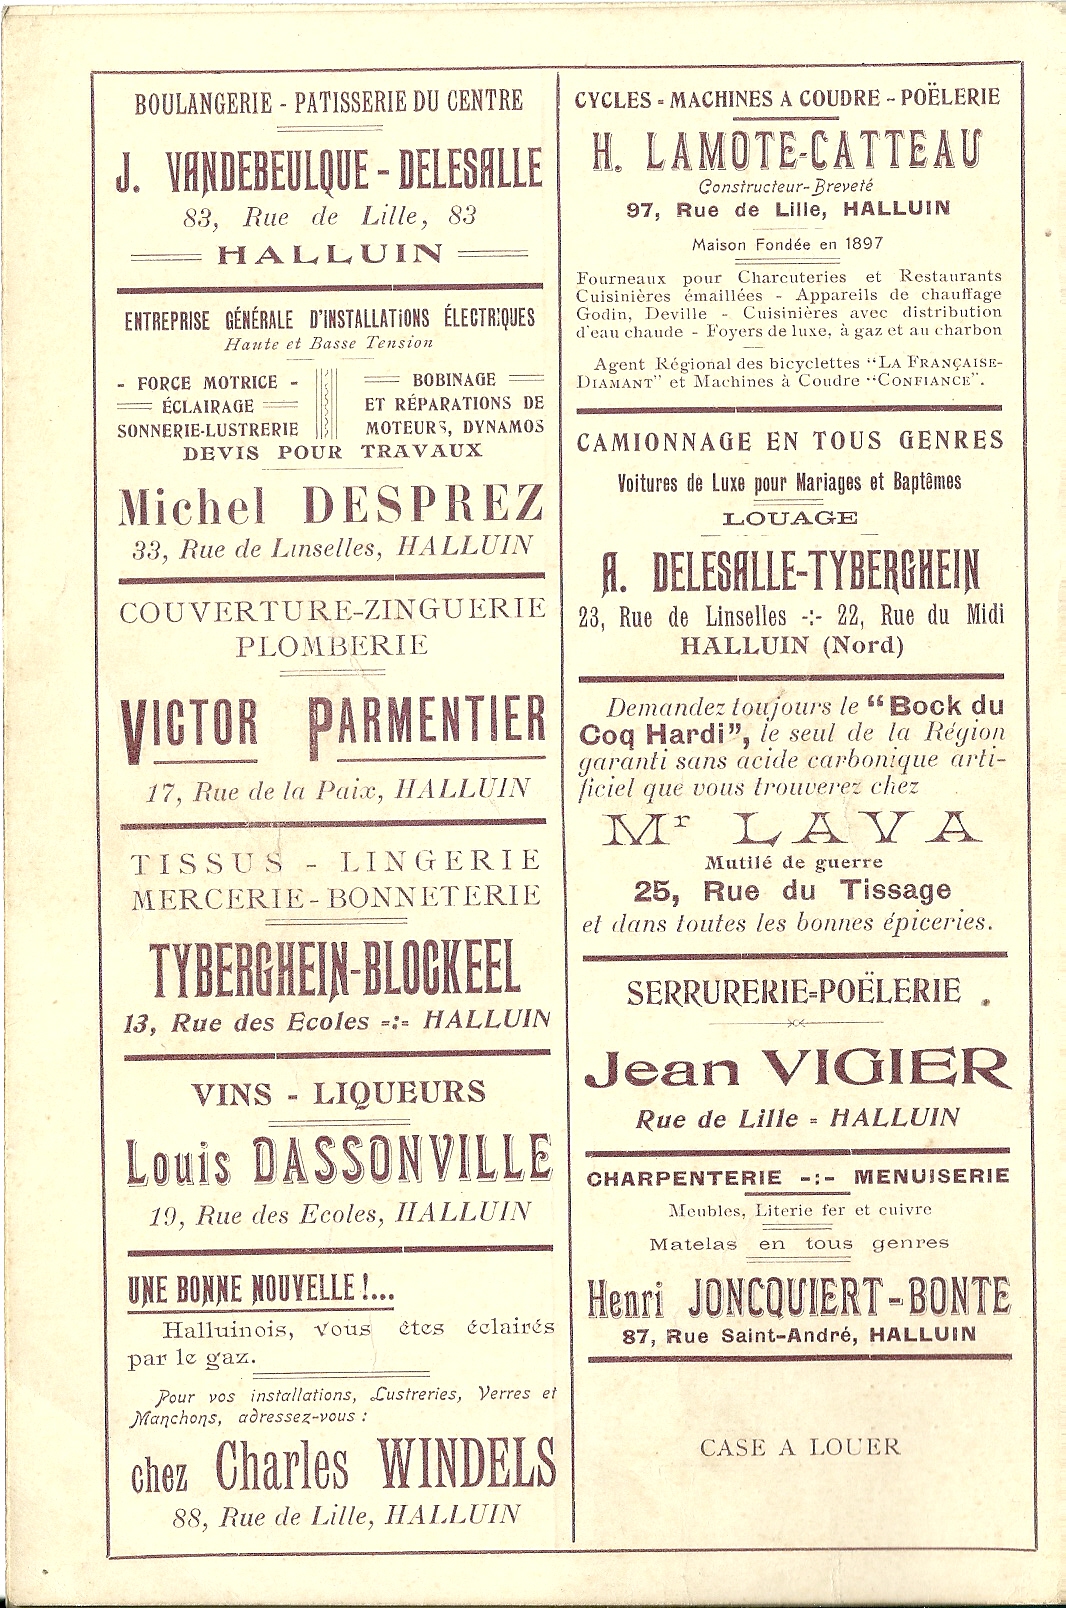 BOULANGERIE - PATISSERIE DU CENTRE
J. VANDEBEULQUE - DELESALLE
83, Rue de Lille, 83
HALLUIN
ENTREPRISE GÉNÉRALE D'INSTALLATIONS ÉLECTRIQUES
Haute et Basse Tension
- FORCE MOTRICE -
ÉCLAIRAGE
SONNERIE-LUSTRERIE
BOBINAGE
ET RÉPARATIONS DE
MOTEURS, DYNAMOS
DEVIS POUR TRAVAUX
Michel DESPREZ
33, Rue de Linselles, HALLUIN
COUVERTURE-ZINGUERIE
PLOMBERIE
VICTOR PARMENTIER
17, Rue de la Paix, HALLUIN
TISSUS - LINGERIE
MERCERIE-BONNETERIE
TYBERGHEIN-BLOCKEEL
13, Rue des Ecoles =:= HALLUIN
VINS - LIQUEURS
Louis DASSONVILLE
19, Rue des Ecoles, HALLUIN
UNE BONNE NOUVELLE !...
Halluinois, vous êtes éclairés
par le gaz.
Pour vos installations, Lustreries, Verres et
Manchons, adressez-vous :
chez Charles WINDELS
88, Rue de Lille, HALLUIN
CYCLES = MACHINES A COUDRE - POËLERIE
H. LAMOTE-CATTEAU
Constructeur-Breveté
97, Rue de Lille, HALLUIN
Maison Fondée en 1897
Fourneaux pour Charcuteries et Restaurants
Cuisinières émaillées - Appareils de chauffage
Godin, Deville - Cuisinières avec distribution
d'eau chaude - Foyers de luxe, à gaz et au charbon
Agent Régional des bicyclettes "LA FRANÇAISE-
DIAMANT" et Machines à Coudre "CONFIANCE".
CAMIONNAGE EN TOUS GENRES
Voitures de Luxe pour Mariages et Baptêmes
LOUAGE
A. DELESALLE-TYBERGHEIN
23, Rue de Linselles -:- 22, Rue du Midi
HALLUIN (Nord)
Demandez toujours le "Bock du
Coq Hardi", le seul de la Région
garanti sans acide carbonique arti-
ficiel que vous trouverez chez
Mr LAVA
Mutilé de guerre
25, Rue du Tissage
et dans toutes les bonnes épiceries.
SERRURERIE=POËLERIE
Jean VIGIER
Rue de Lille = HALLUIN
CHARPENTERIE -:- MENUISERIE
Meubles, Literie fer et cuivre
Matelas en tous genres
Henri JONCQUIERT-BONTE
87, Rue Saint-André, HALLUIN
CASE A LOUER